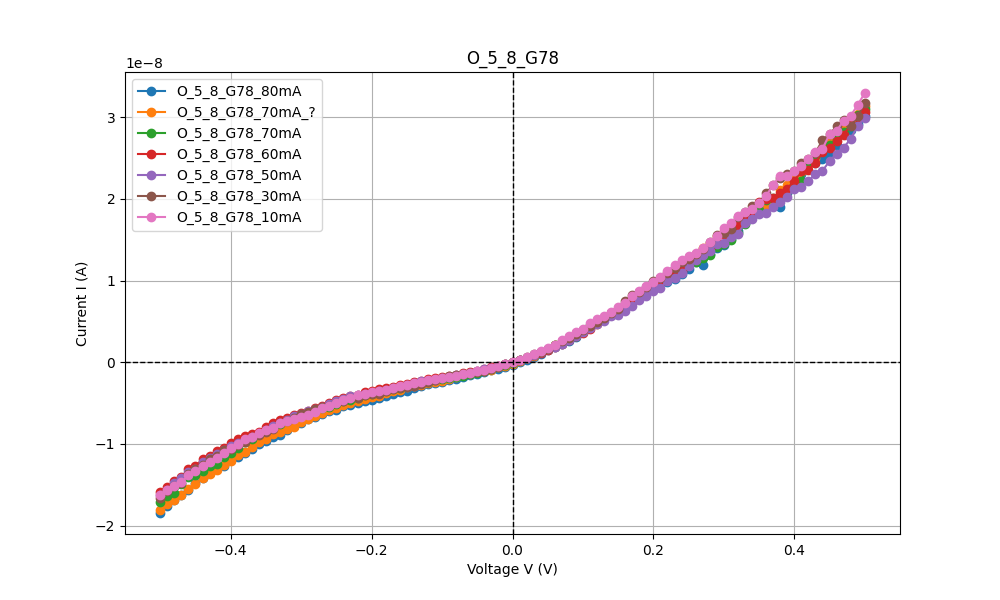 O_5_8_G78
1e−8
O_5_8_G78_80mA
O_5_8_G78_70mA_?
O_5_8_G78_70mA
O_5_8_G78_60mA
O_5_8_G78_50mA
O_5_8_G78_30mA
O_5_8_G78_10mA
3
2
1
0
−1
−2
Current I (A)
−0.4
−0.2
0.0
0.2
0.4
Voltage V (V)